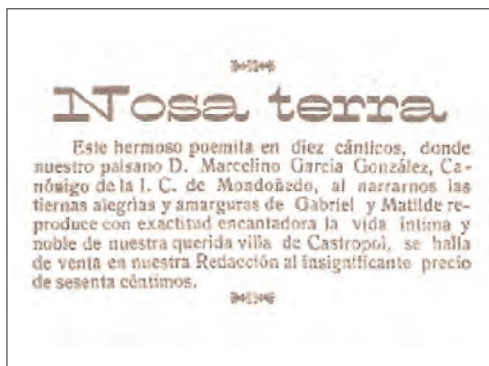 Nosa terra
Este hermoso poemita en diez cánticos, donde
nuestro paisano D. Marcelino García González, Ca-
nónigo de la I. C. de Mondoñedo, al narrarnos las
tiernas alegrías y amarguras de Gabriel y Matilde re-
produce con exactitud encantadora la vida íntima y
noble de nuestra querida villa de Castropol, se halla
de venta en nuestra Redacción al insignificante precio
de sesenta céntimos.